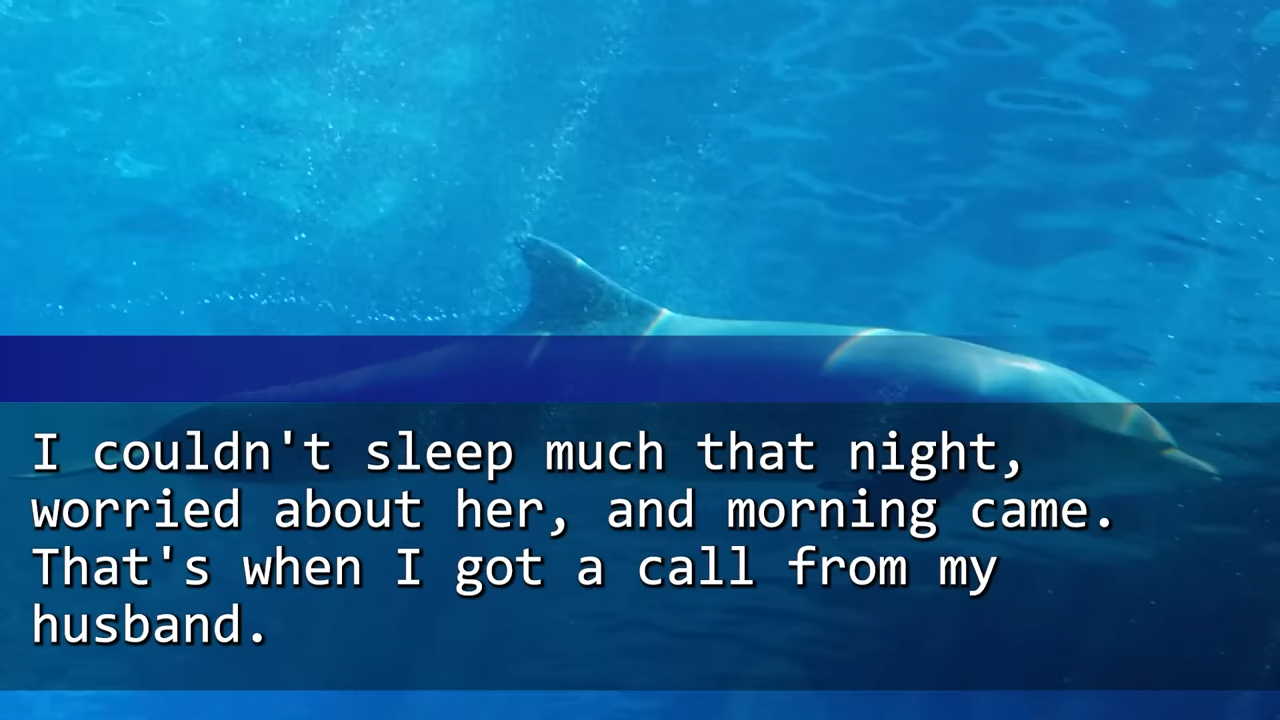 I couldn't sleep much that night,
worried about her, and morning came.
That's when I got a call from my
husband.